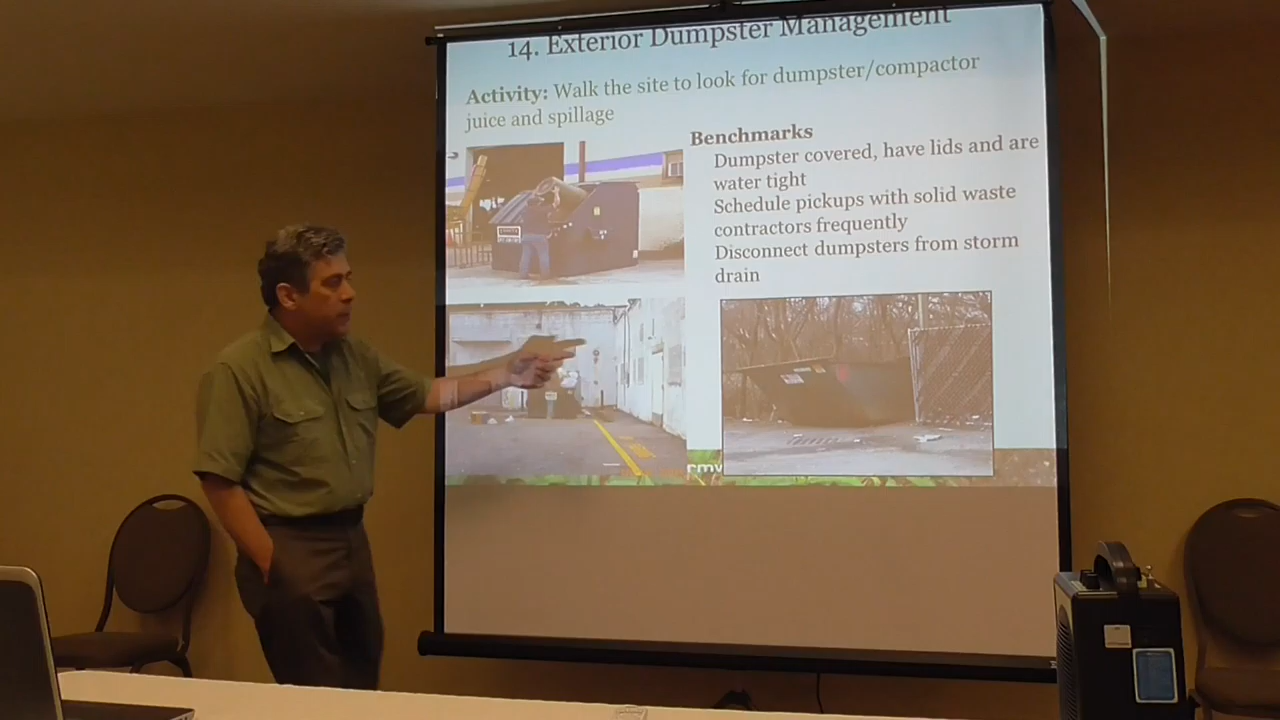 14. Exterior Dumpster Management
Activity: Walk the site to look for dumpster/compactor
juice and spillage
Benchmarks
Dumpster covered, have lids and are
water tight
Schedule pickups with solid waste
contractors frequently
Disconnect dumpsters from storm
drain
rmw